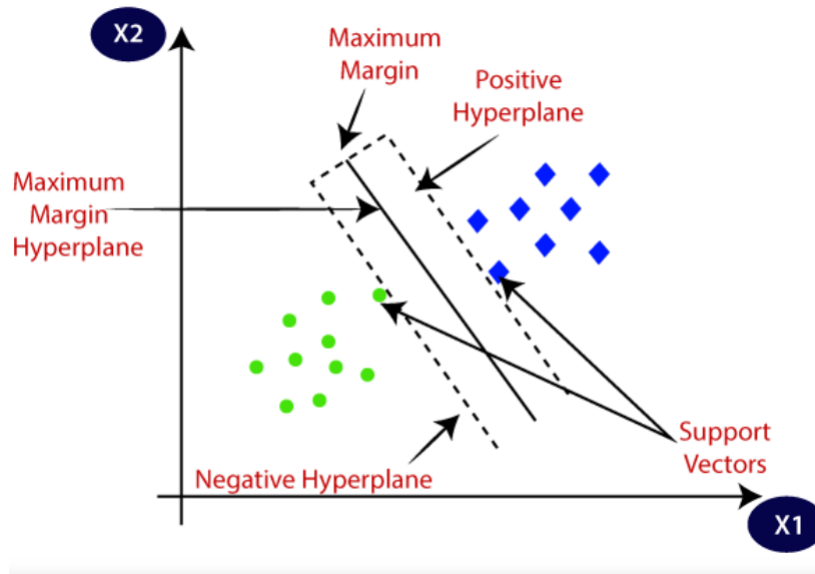 X2
Maximum
Margin
Positive
Hyperplane
Maximum
Margin
Hyperplane
Support
Vectors
Negative Hyperplane
X1